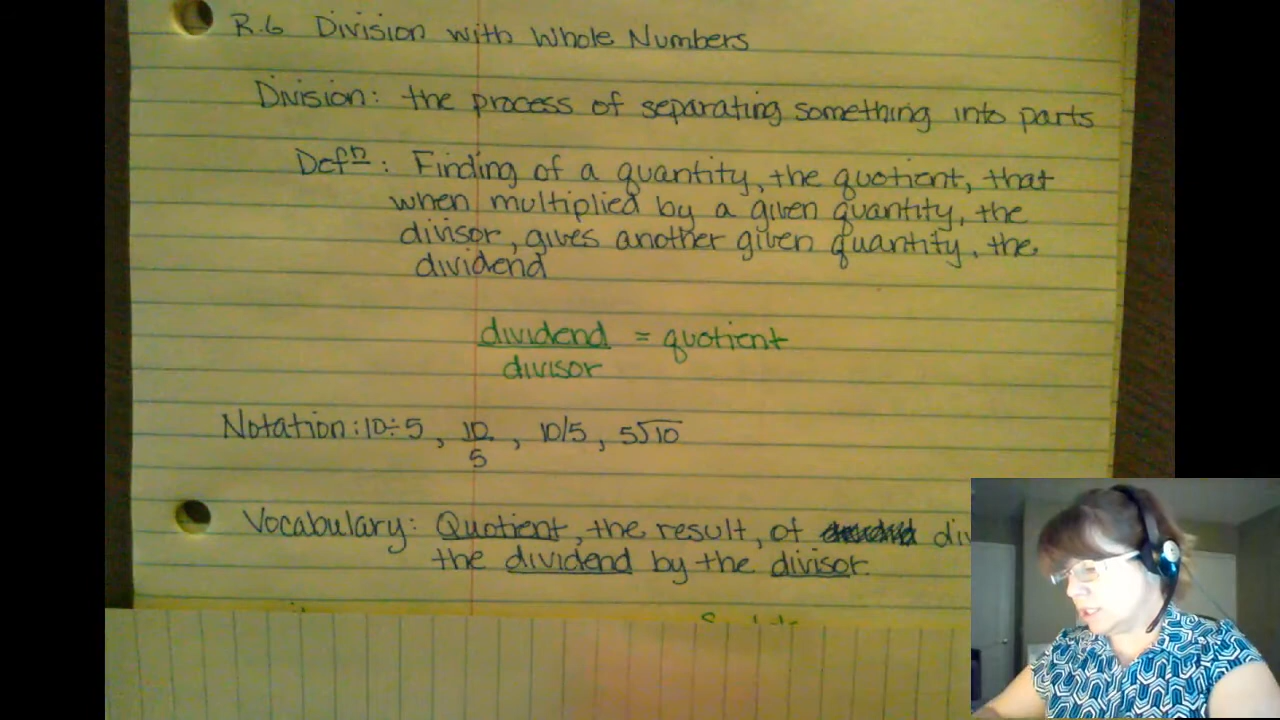 R.6 Division with Whole Numbers
Division: the process of separating something into parts
Defn: Finding of a quantity, the quotient, that
when multiplied by a given quantity, the
divisor, gives another given quantity, the
dividend
dividend = quotient
divisor
Notation: 10÷5, 10/5, 10/5, 5√10
Vocabulary: Quotient, the result, of div
the dividend by the divisor.